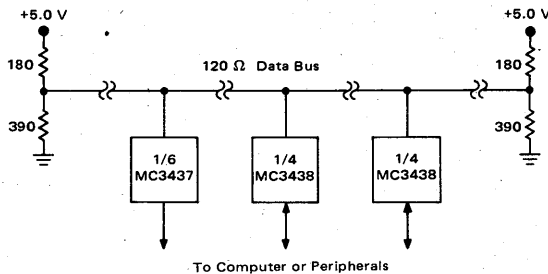 +5.0 V +5.0 V
180 180
120 Ω Data Bus
390 390
1/6 MC3437
1/4 MC3438
1/4 MC3438
To Computer or Peripherals